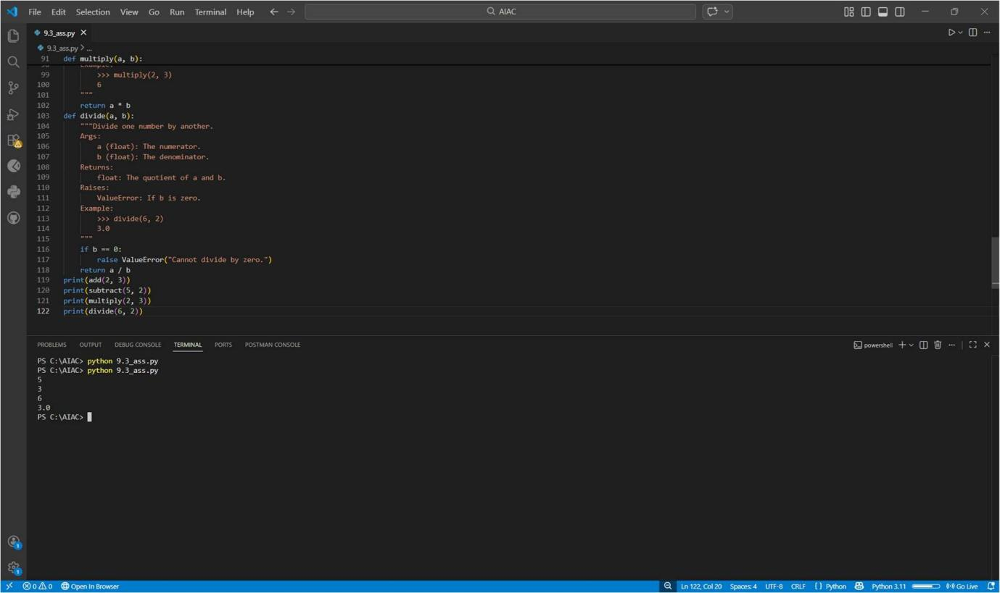 File Edit Selection View Go Run Terminal Help
AIAC
9.3_ass.py
9.3_ass.py > ...
91 def multiply(a, b):
98 Example:
99 >>> multiply(2, 3)
100 6
101 """
102 return a * b
103 def divide(a, b):
104 """Divide one number by another.
105 Args:
106 a (float): The numerator.
107 b (float): The denominator.
108 Returns:
109 float: The quotient of a and b.
110 Raises:
111 ValueError: If b is zero.
112 Example:
113 >>> divide(6, 2)
114 3.0
115 """
116 if b == 0:
117 raise ValueError("Cannot divide by zero.")
118 return a / b
119 print(add(2, 3))
120 print(subtract(5, 2))
121 print(multiply(2, 3))
122 print(divide(6, 2))
PROBLEMS OUTPUT DEBUG CONSOLE TERMINAL PORTS POSTMAN CONSOLE
powershell
PS C:\AIAC> python 9.3_ass.py
PS C:\AIAC> python 9.3_ass.py
5
3
6
3.0
PS C:\AIAC>
1
1
0 0 Open In Browser Ln 122, Col 20 Spaces: 4 UTF-8 CRLF { } Python Python 3.11 Go Live